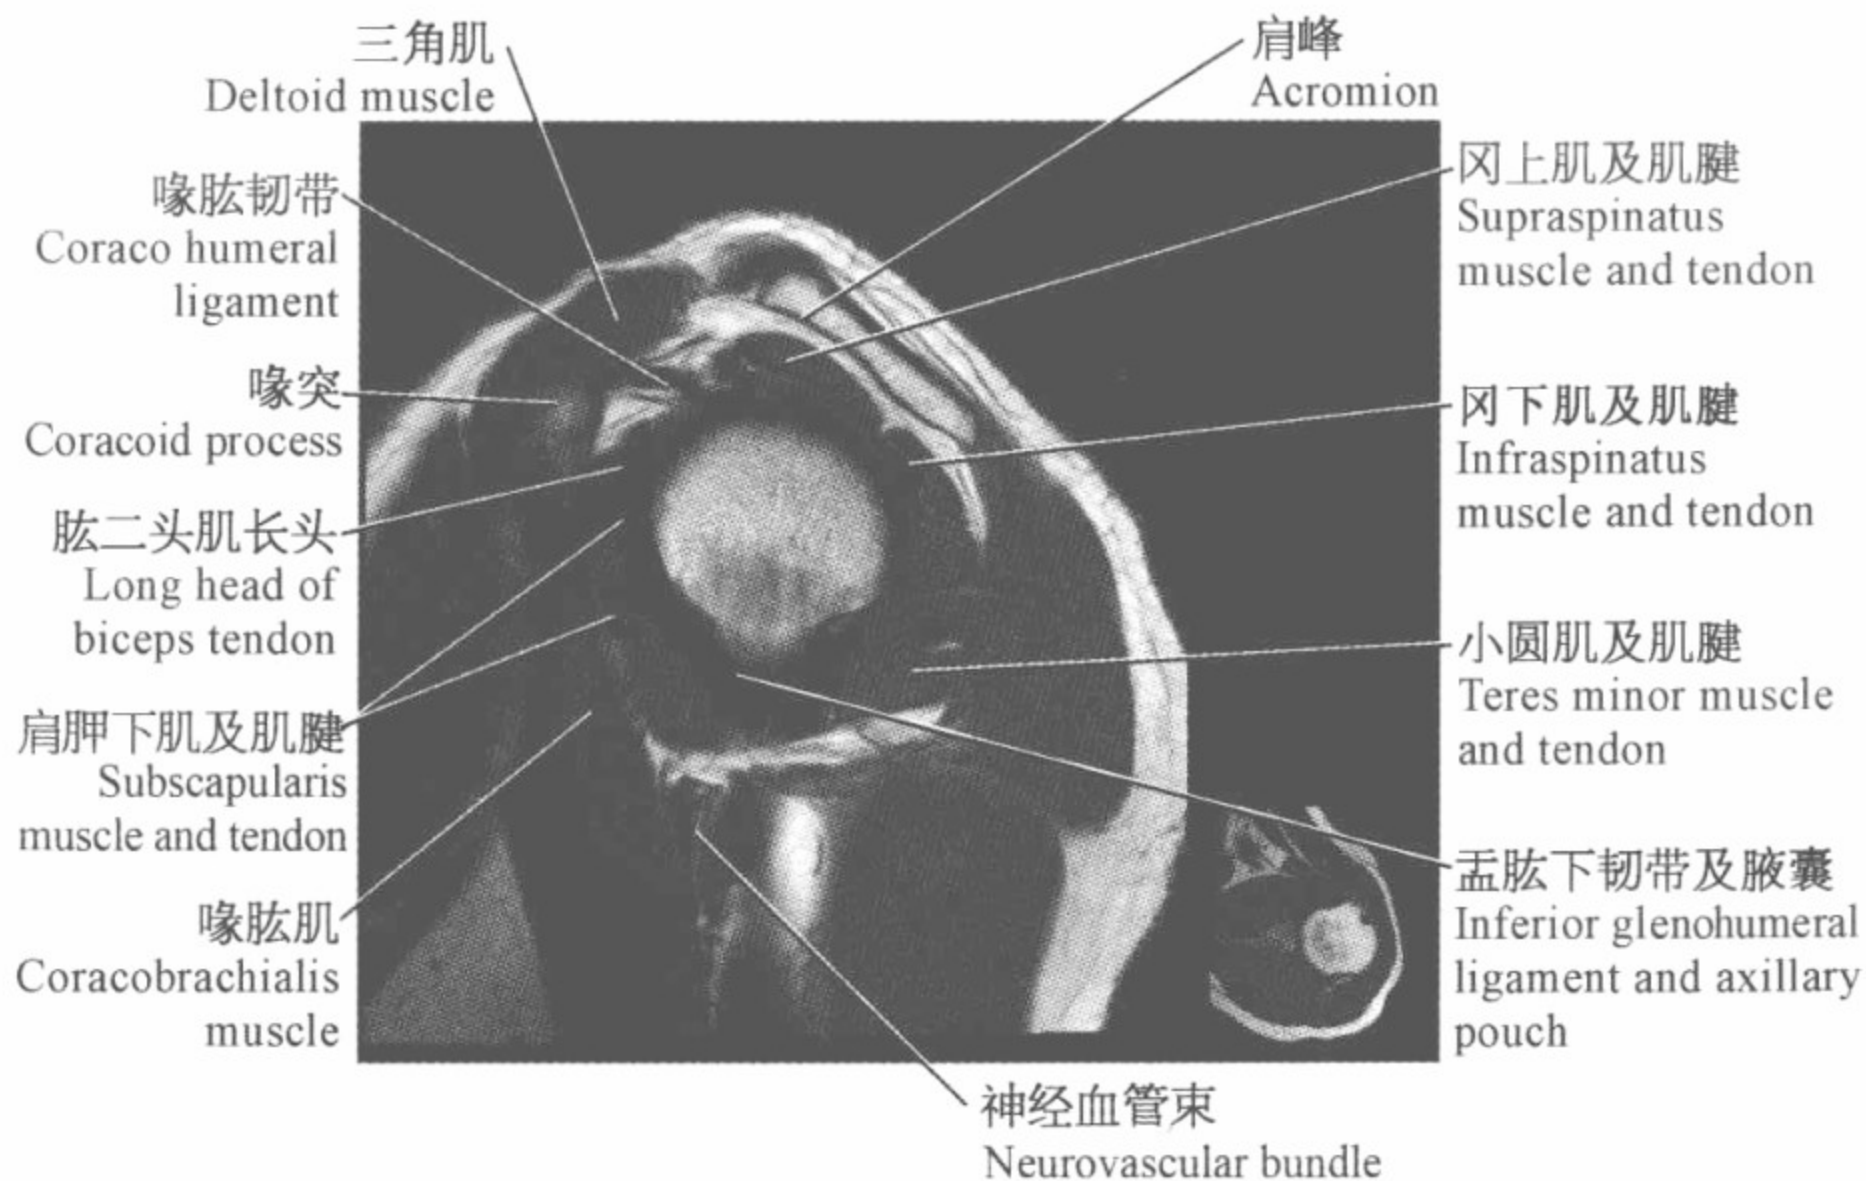 三角肌
Deltoid muscle
喙肱韧带
Coraco humeral
ligament
喙突
Coracoid process
肱二头肌长头
Long head of
biceps tendon
肩胛下肌及肌腱
Subscapularis
muscle and tendon
喙肱肌
Coracobrachialis
muscle
肩峰
Acromion
冈上肌及肌腱
Supraspinatus
muscle and tendon
冈下肌及肌腱
Infraspinatus
muscle and tendon
小圆肌及肌腱
Teres minor muscle
and tendon
盂肱下韧带及腋囊
Inferior glenohumeral
ligament and axillary
pouch
神经血管束
Neurovascular bundle